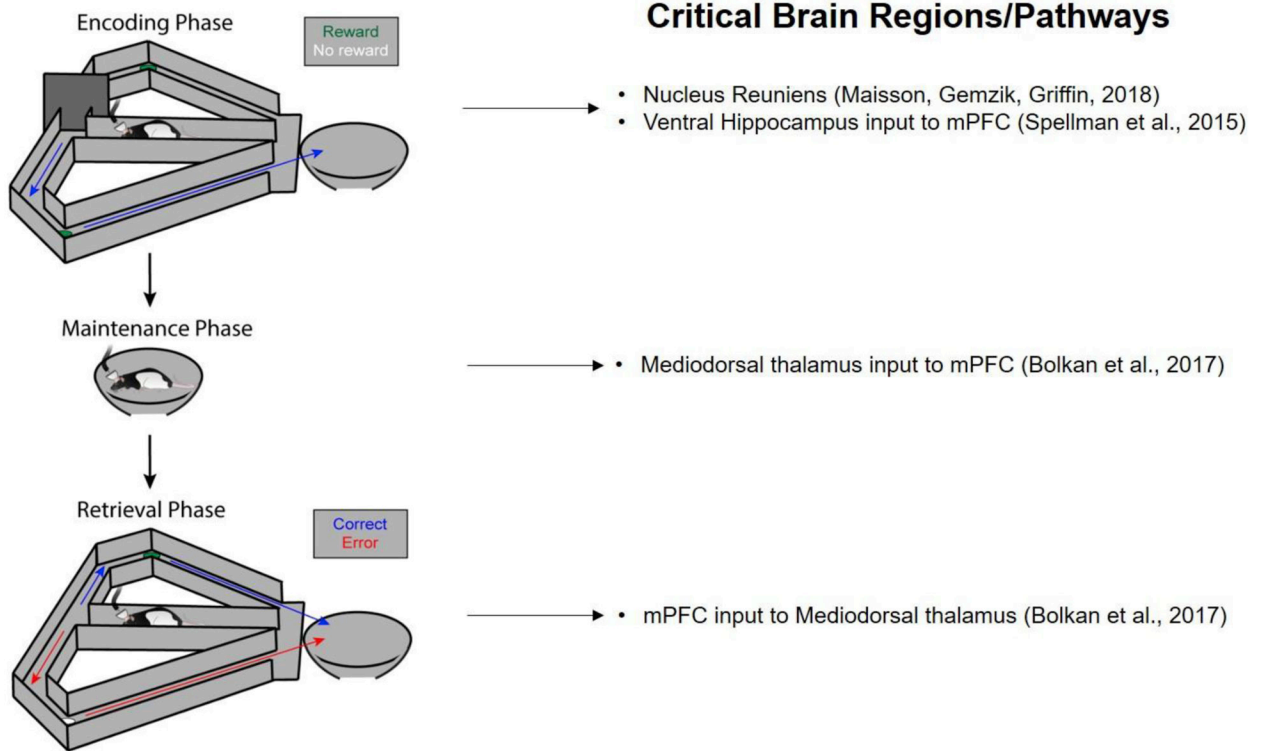 Encoding Phase
Reward
No reward
Critical Brain Regions/Pathways
• Nucleus Reuniens (Maisson, Gemzik, Griffin, 2018)
• Ventral Hippocampus input to mPFC (Spellman et al., 2015)
Maintenance Phase
• Mediodorsal thalamus input to mPFC (Bolkan et al., 2017)
Retrieval Phase
Correct
Error
• mPFC input to Mediodorsal thalamus (Bolkan et al., 2017)